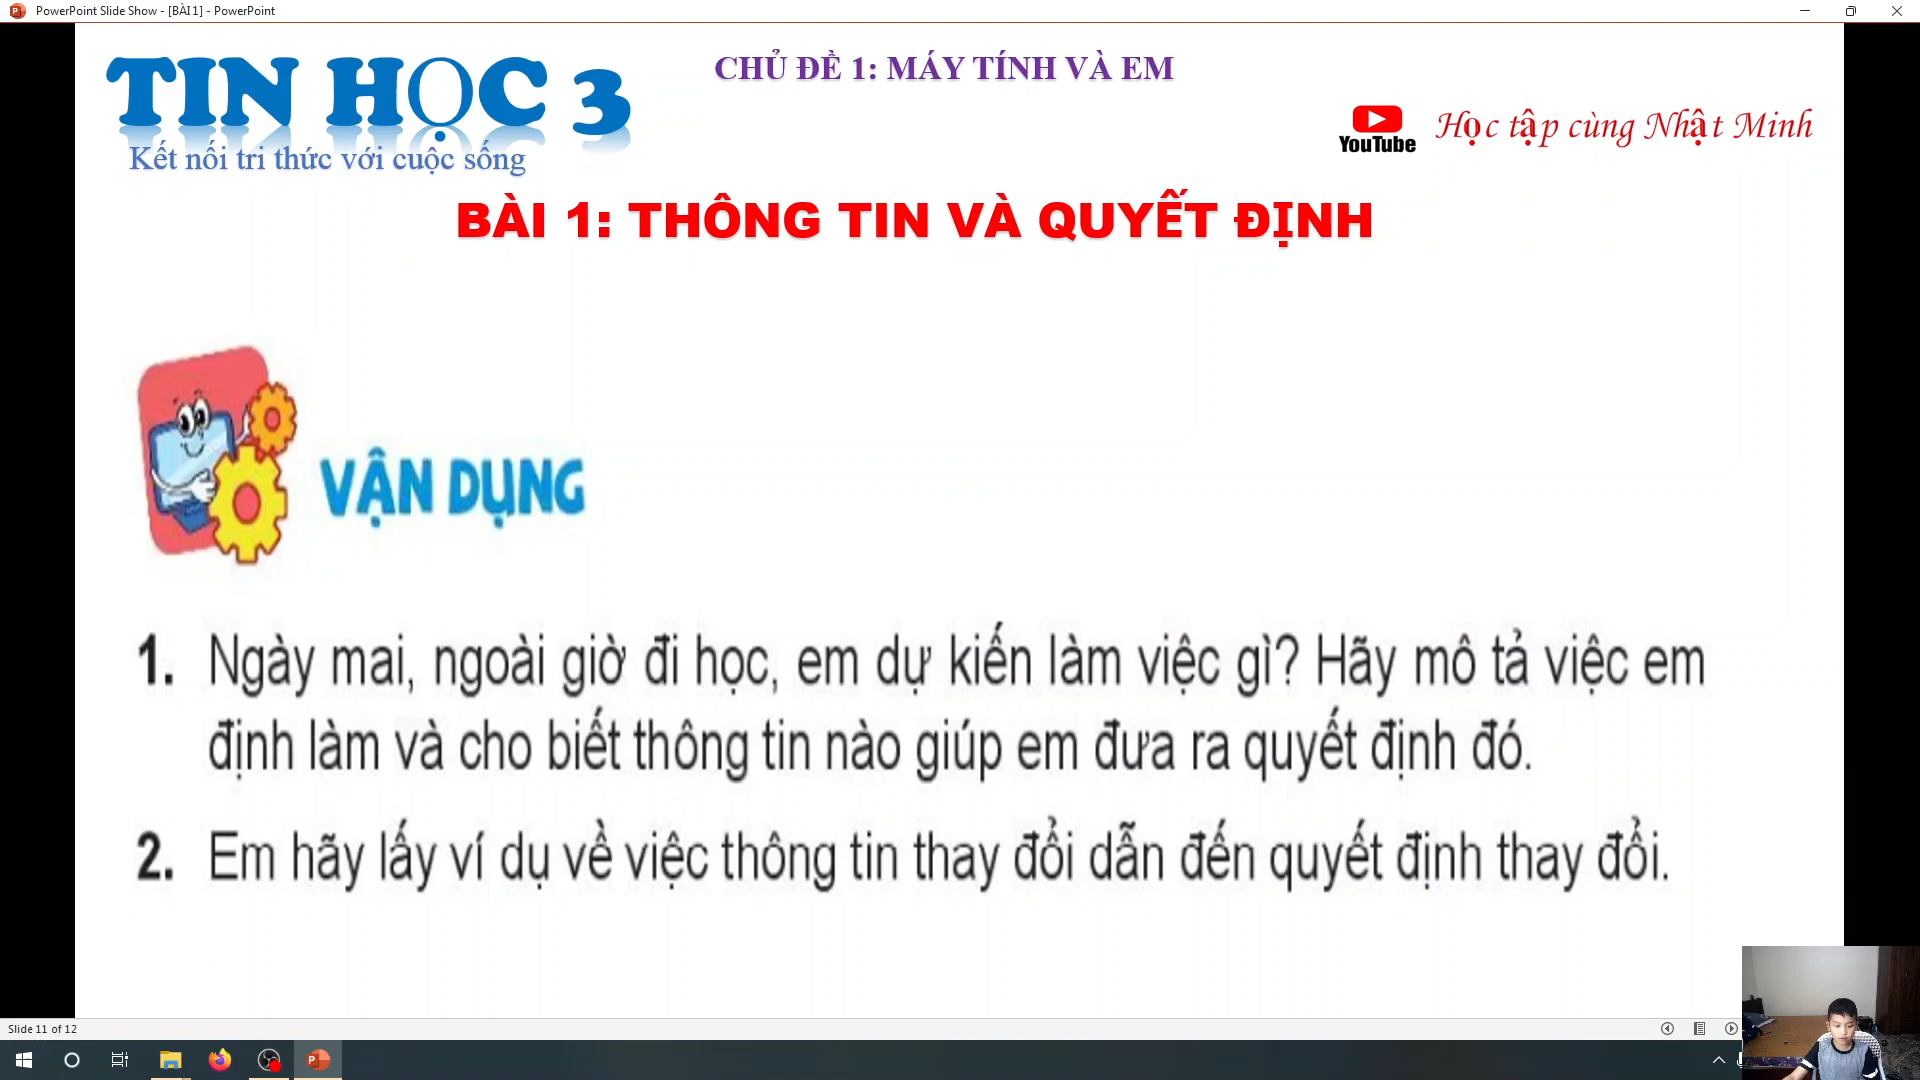 PowerPoint Slide Show - [BÀI 1] - PowerPoint
TIN HỌC 3
CHỦ ĐỀ 1: MÁY TÍNH VÀ EM
YouTube
Học tập cùng Nhật Minh
Kết nối tri thức với cuộc sống
BÀI 1: THÔNG TIN VÀ QUYẾT ĐỊNH
VẬN DỤNG
1. Ngày mai, ngoài giờ đi học, em dự kiến làm việc gì? Hãy mô tả việc em
định làm và cho biết thông tin nào giúp em đưa ra quyết định đó.
2. Em hãy lấy ví dụ về việc thông tin thay đổi dẫn đến quyết định thay đổi.
Slide 11 of 12